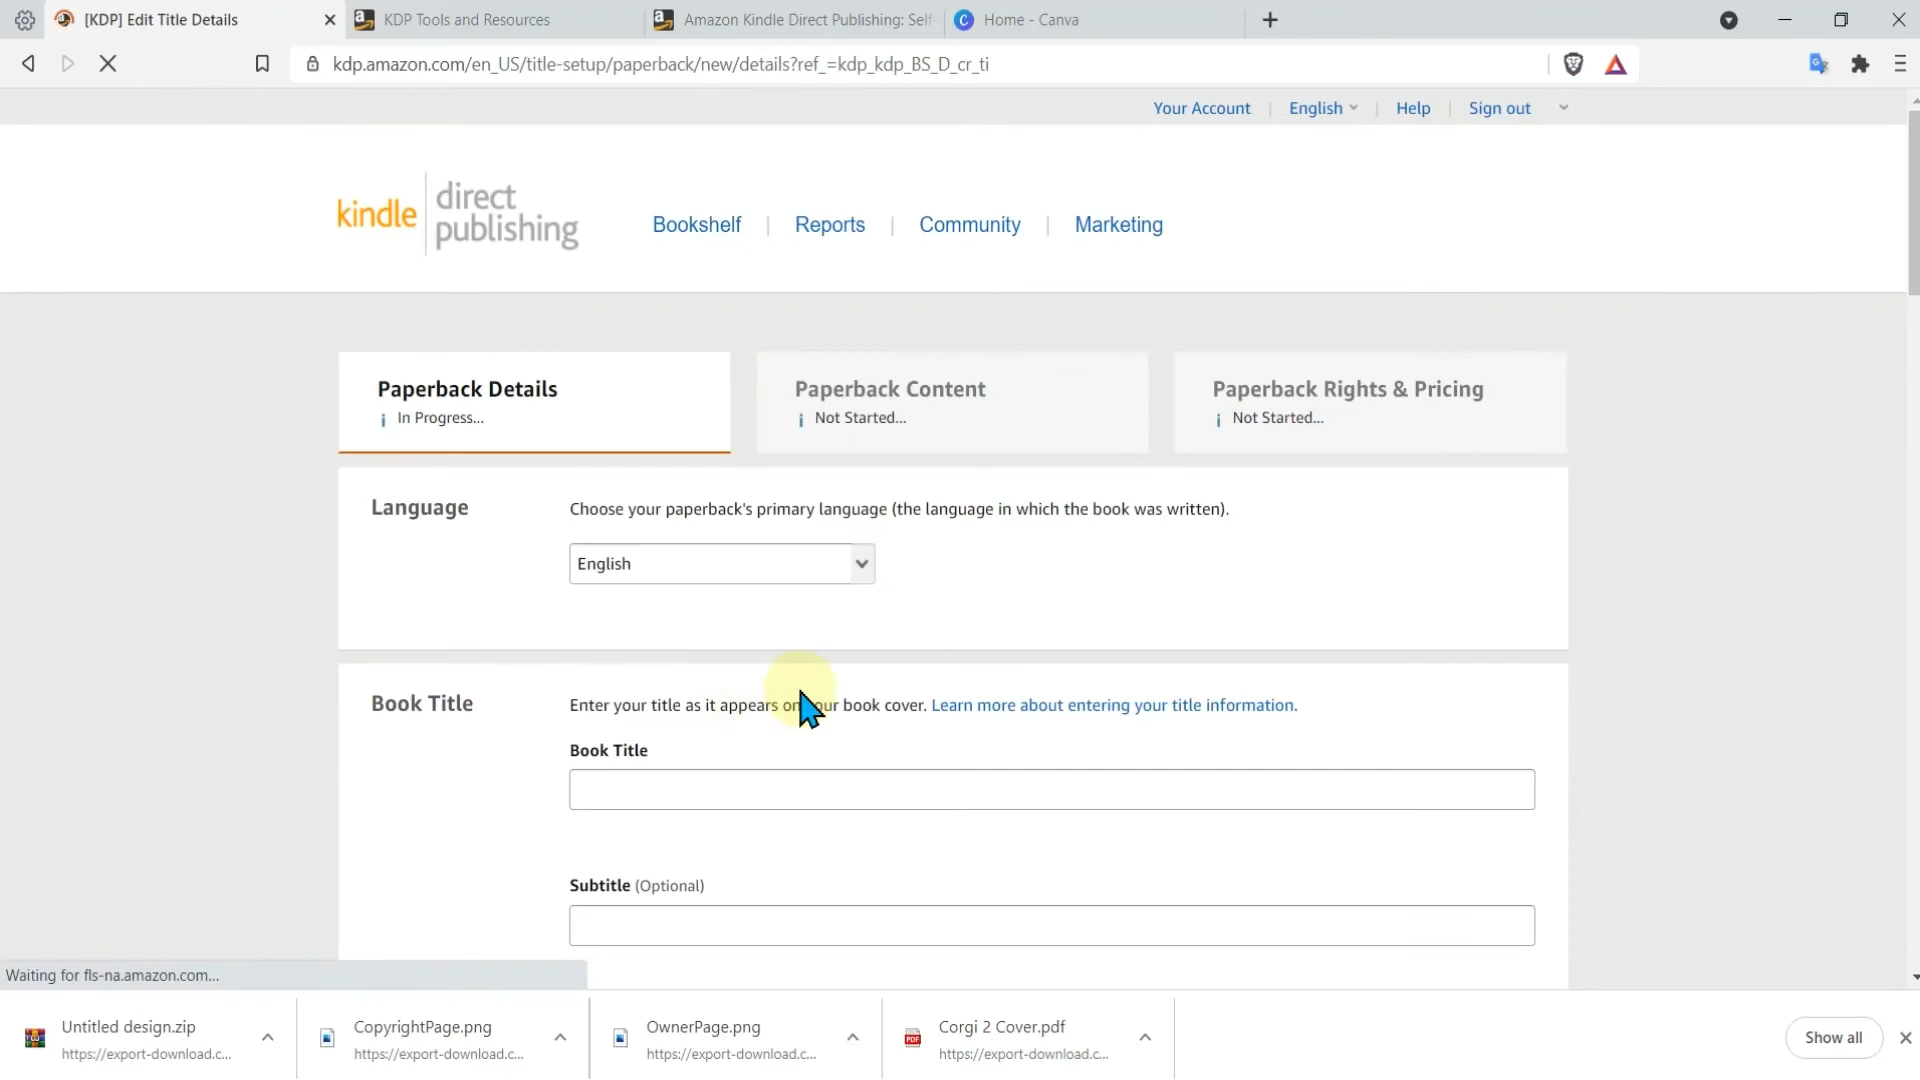 [KDP] Edit Title Details
KDP Tools and Resources
Amazon Kindle Direct Publishing: Self
Home - Canva
kdp.amazon.com/en_US/title-setup/paperback/new/details?ref_=kdp_kdp_BS_D_cr_ti
Your Account
English
Help
Sign out
kindle direct publishing
Bookshelf
Reports
Community
Marketing
Paperback Details
In Progress...
Paperback Content
Not Started...
Paperback Rights & Pricing
Not Started...
Language
Choose your paperback's primary language (the language in which the book was written).
English
Book Title
Enter your title as it appears on your book cover. Learn more about entering your title information.
Book Title
Subtitle (Optional)
Waiting for fls-na.amazon.com...
Untitled design.zip
https://export-download.c...
CopyrightPage.png
https://export-download.c...
OwnerPage.png
https://export-download.c...
Corgi 2 Cover.pdf
https://export-download.c...
Show all